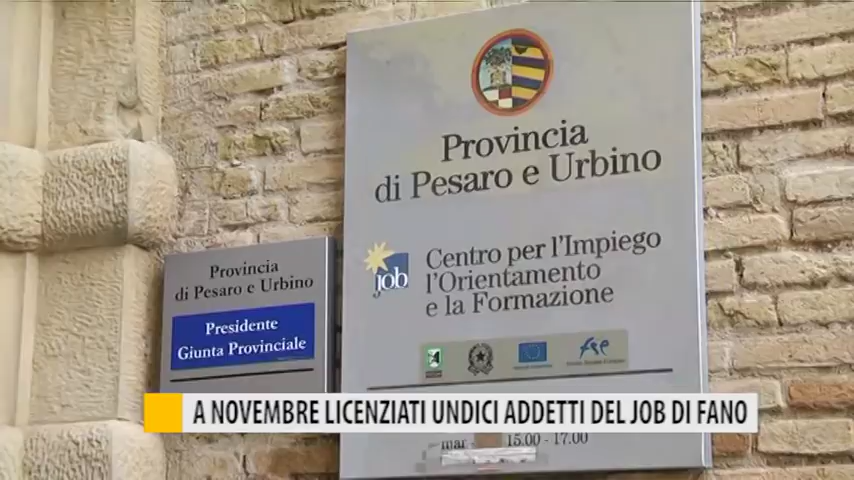 Provincia
di Pesaro e Urbino
job
Centro per l'Impiego
l'Orientamento
e la Formazione
fse
Provincia
di Pesaro e Urbino
Presidente
Giunta Provinciale
A NOVEMBRE LICENZIATI UNDICI ADDETTI DEL JOB DI FANO
mar 15.00 - 17.00